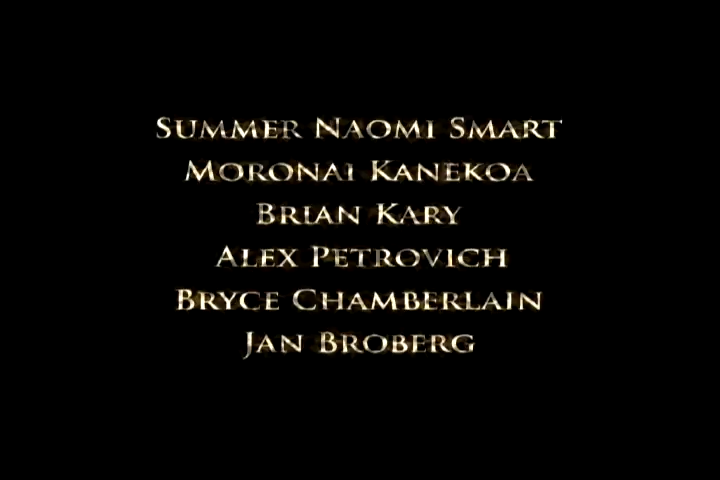 Summer Naomi Smart
Moronai Kanekoa
Brian Kary
Alex Petrovich
Bryce Chamberlain
Jan Broberg